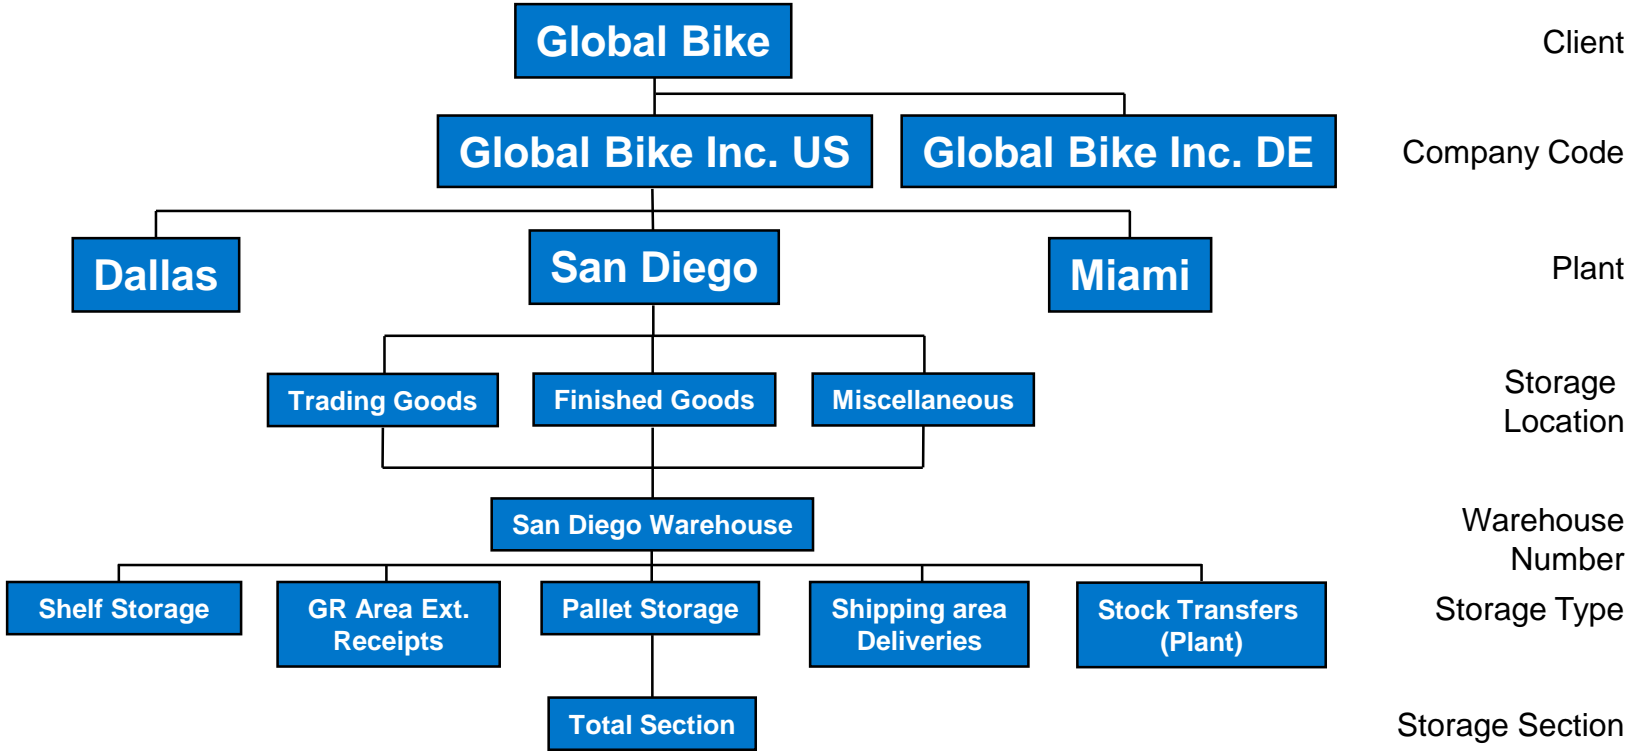 Global Bike
Client
Global Bike Inc. US
Global Bike Inc. DE
Company Code
Dallas
San Diego
Miami
Plant
Trading Goods
Finished Goods
Miscellaneous
Storage
Location
San Diego Warehouse
Warehouse
Number
Shelf Storage
GR Area Ext.
Receipts
Pallet Storage
Shipping area
Deliveries
Stock Transfers
(Plant)
Storage Type
Total Section
Storage Section